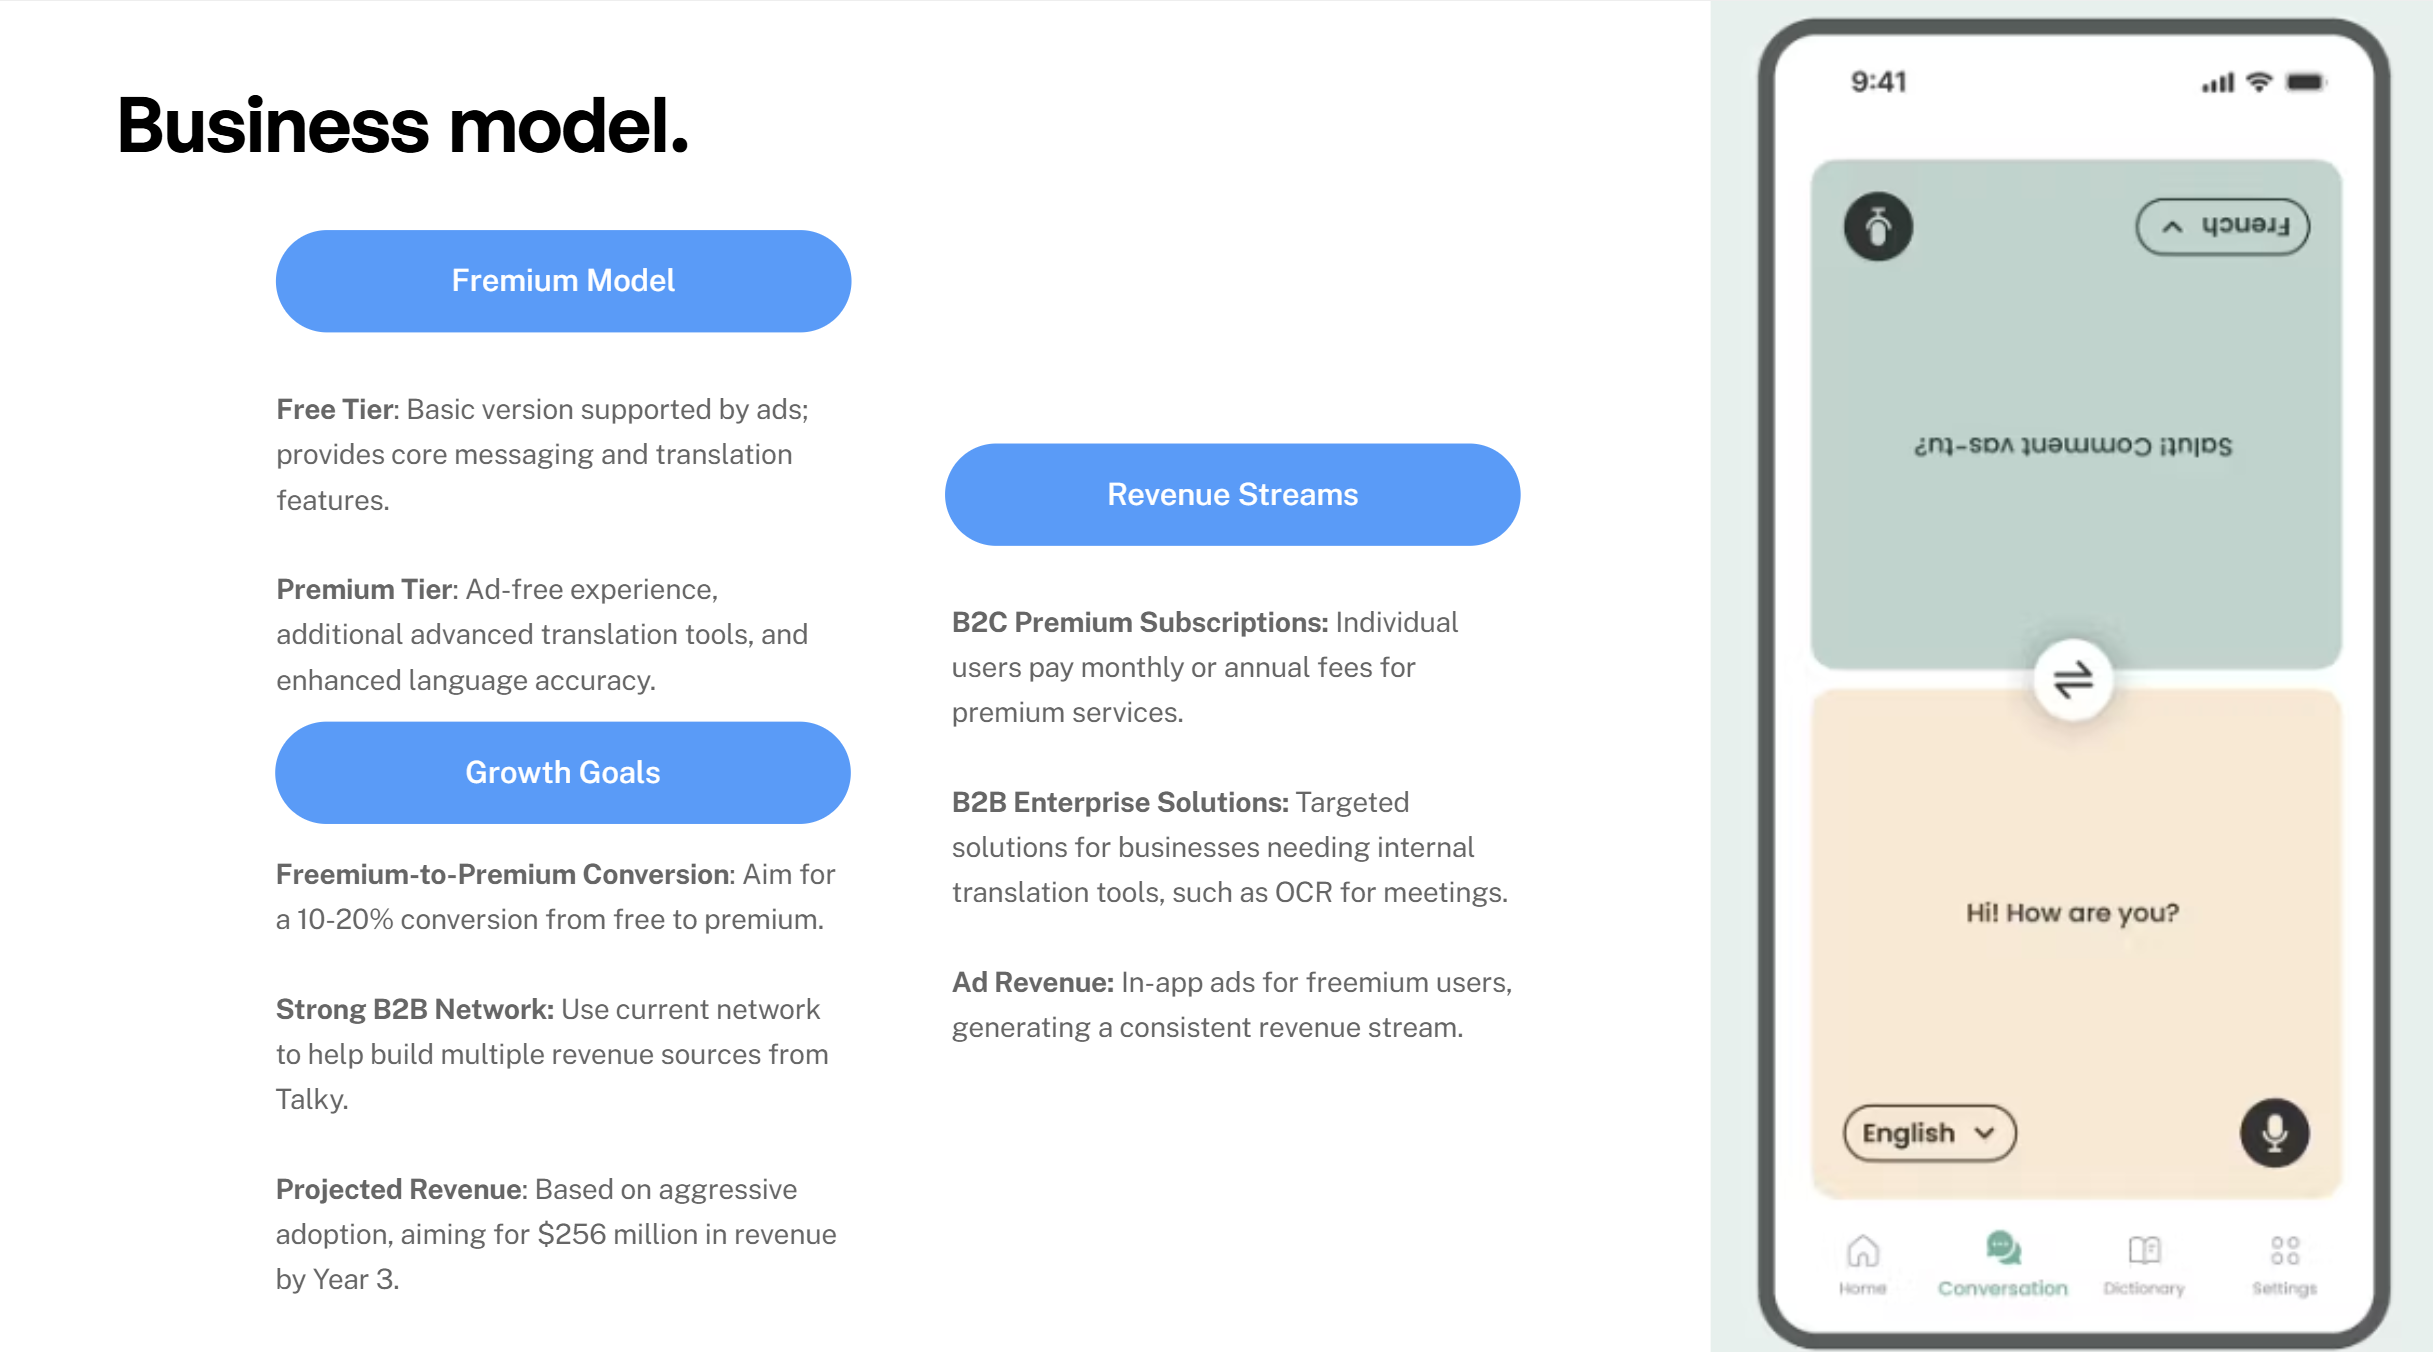 Business model.
Fremium Model
Free Tier: Basic version supported by ads;
provides core messaging and translation
features.
Premium Tier: Ad-free experience,
additional advanced translation tools, and
enhanced language accuracy.
Growth Goals
Freemium-to-Premium Conversion: Aim for
a 10-20% conversion from free to premium.
Strong B2B Network: Use current network
to help build multiple revenue sources from
Talky.
Projected Revenue: Based on aggressive
adoption, aiming for $256 million in revenue
by Year 3.
Revenue Streams
B2C Premium Subscriptions: Individual
users pay monthly or annual fees for
premium services.
B2B Enterprise Solutions: Targeted
solutions for businesses needing internal
translation tools, such as OCR for meetings.
Ad Revenue: In-app ads for freemium users,
generating a consistent revenue stream.
9:41
French
Salut! Comment vas-tu?
Hi! How are you?
English
Home
Conversation
Dictionary
Settings